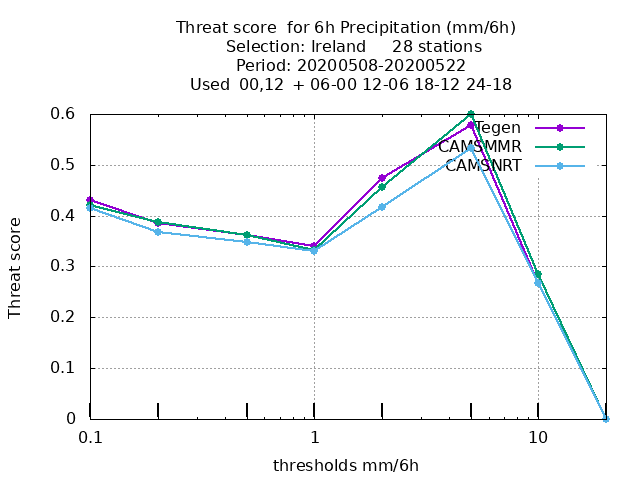 Threat score  for 6h Precipitation (mm/6h)
Selection: Ireland     28 stations
Period: 20200508-20200522
Used  00,12  + 06-00 12-06 18-12 24-18
Tegen
CAMSMMR
CAMSNRT
Threat score
0.6
0.5
0.4
0.3
0.2
0.1
0
0.1
1
10
thresholds mm/6h